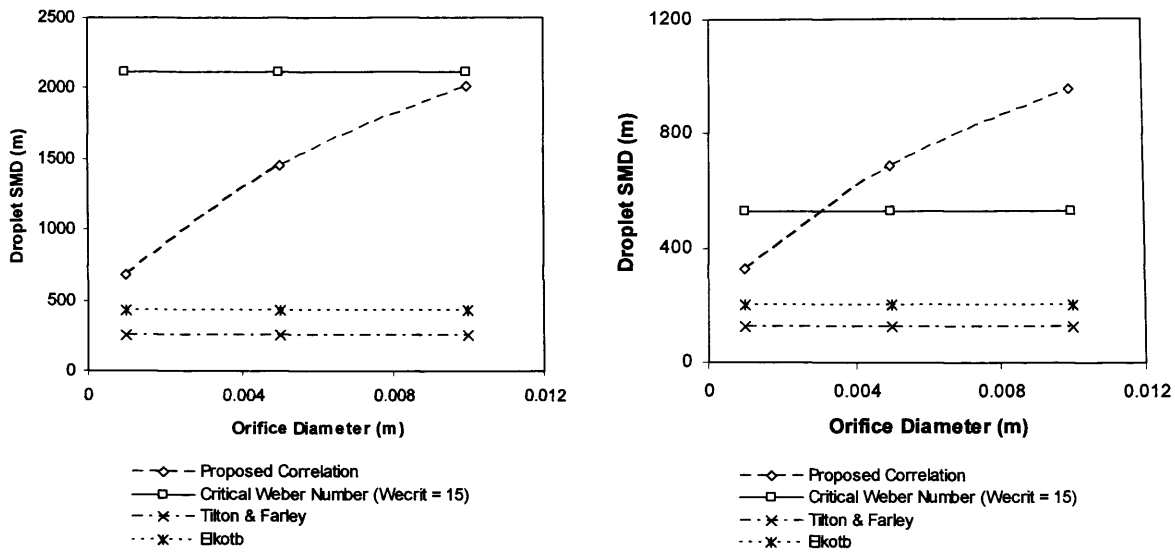 2500
2000
1500
1000
500
0
Droplet SMD (m)
0
0.004
0.008
0.012
Orifice Diameter (m)
Proposed Correlation
Critical Weber Number (Wecrit = 15)
Tilton & Farley
Elkotb
1200
800
400
0
Droplet SMD (m)
0
0.004
0.008
0.012
Orifice Diameter (m)
Proposed Correlation
Critical Weber Number (Wecrit = 15)
Tilton & Farley
Elkotb